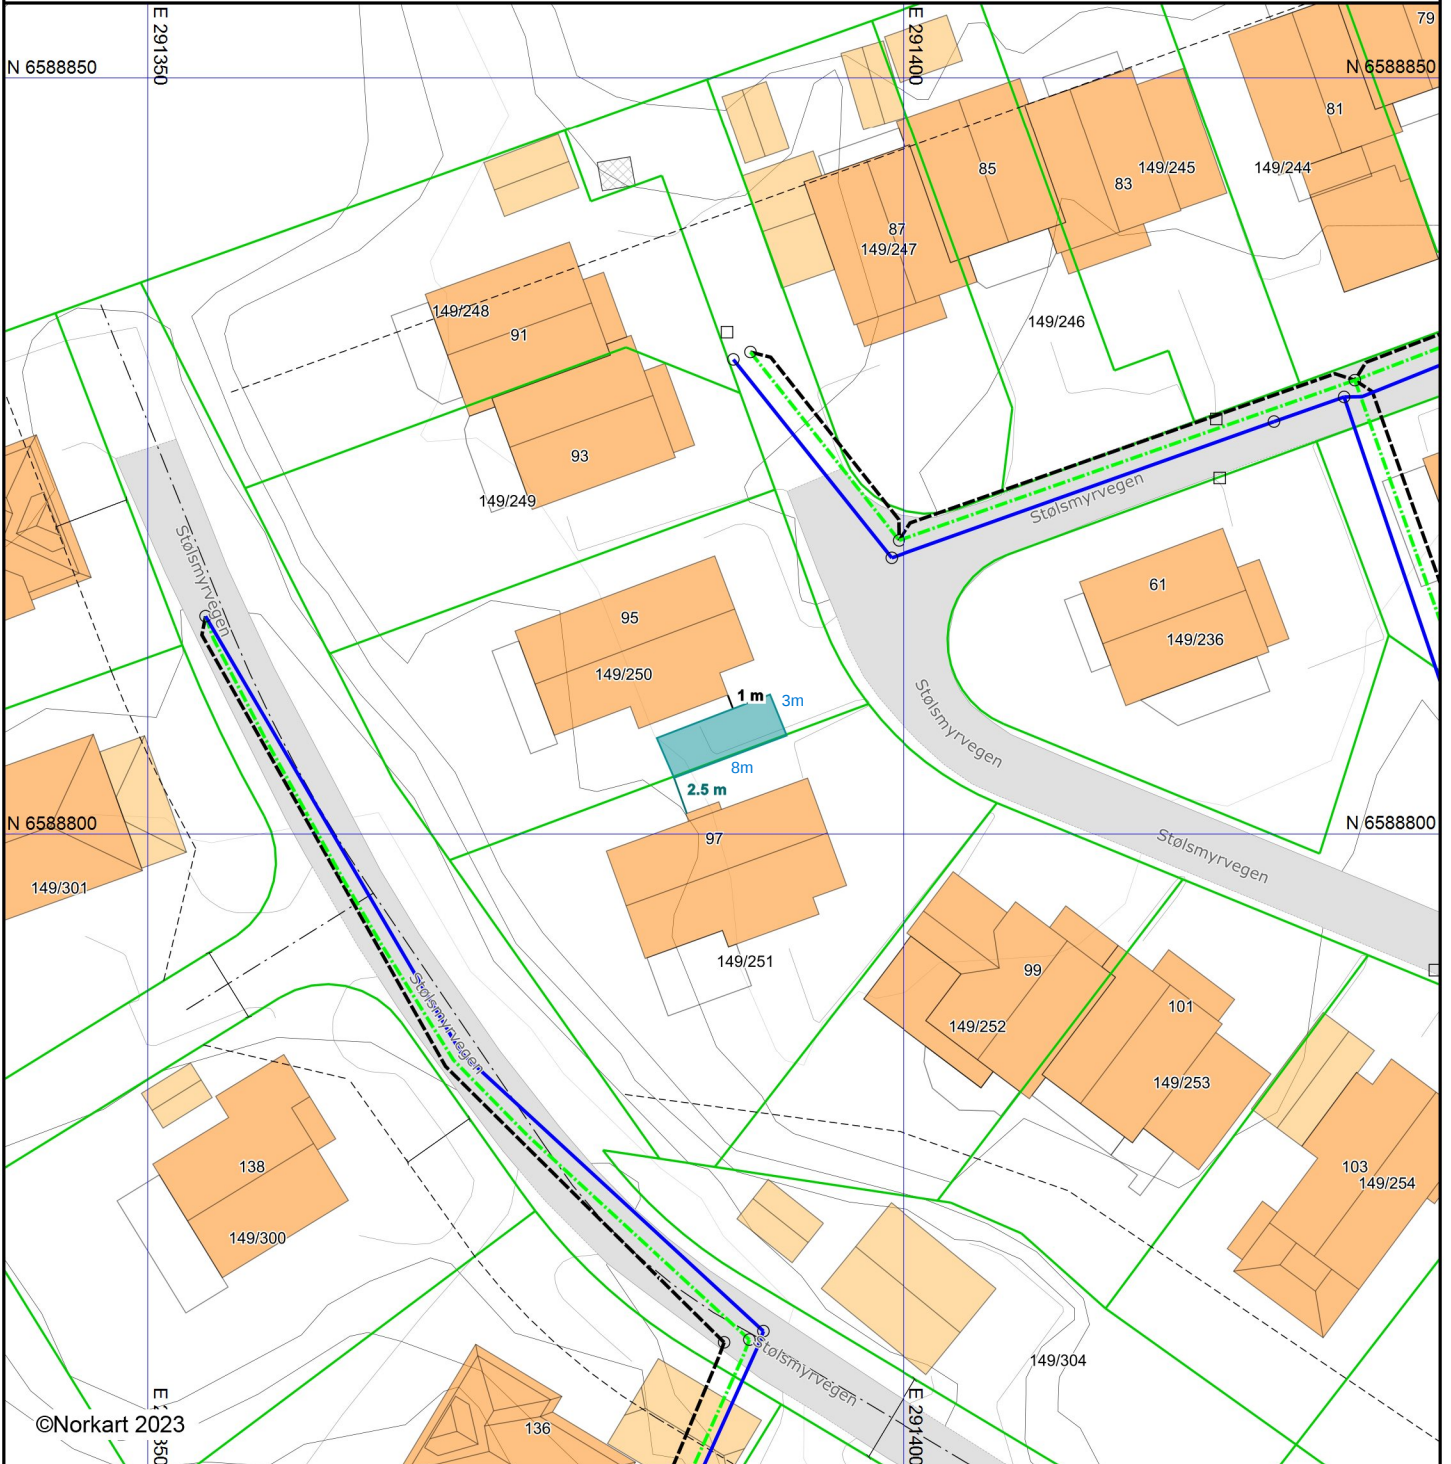 E 291350
E 291400
79
N 6588850
N 6588850
81
85
149/245
149/244
83
87
149/247
149/248
91
149/246
93
149/249
Stølsmyrvegen
Stølsmyrvegen
61
95
149/236
149/250
1 m
3m
Stølsmyrvegen
8m
2.5 m
N 6588800
N 6588800
97
Stølsmyrvegen
149/301
149/251
99
101
Stølsmyrvegen
149/252
149/253
138
103
149/254
149/300
149/304
Stølsmyrvegen
E 291400
©Norkart 2023
136